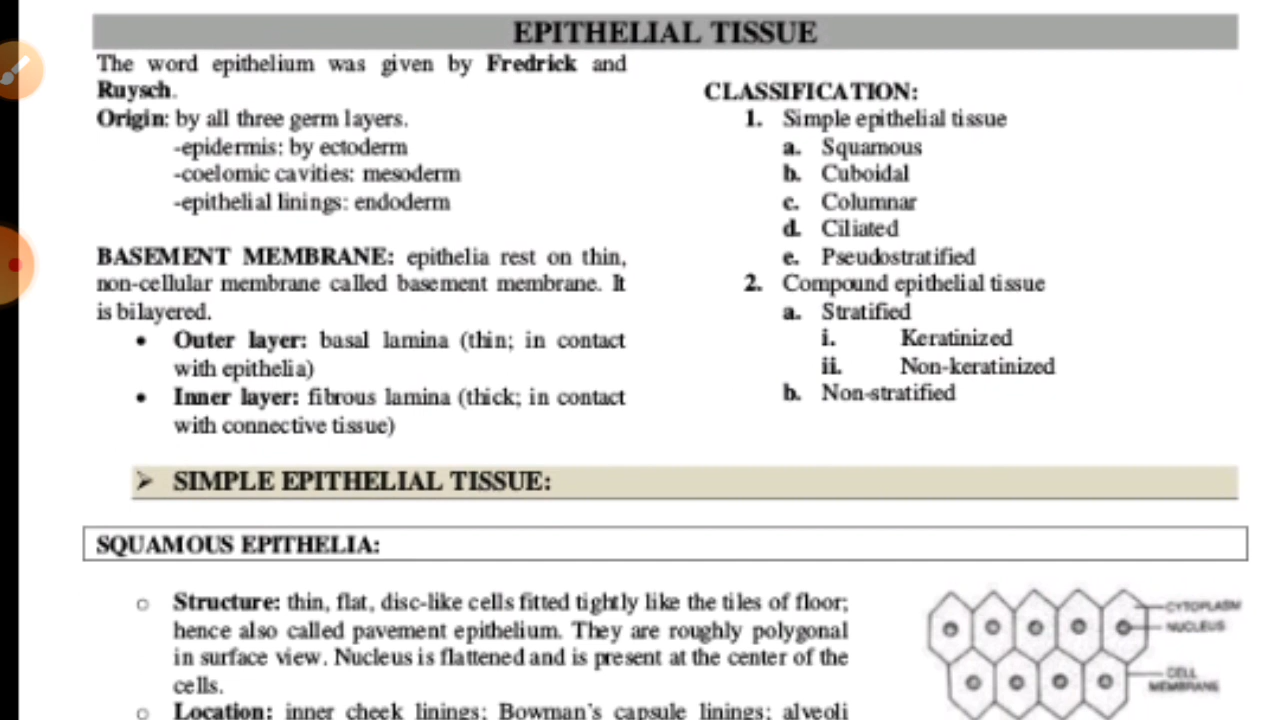 EPITHELIAL TISSUE
The word epithelium was given by Fredrick and
Ruysch.
Origin: by all three germ layers.
-epidermis: by ectoderm
-coelomic cavities: mesoderm
-epithelial linings: endoderm
BASEMENT MEMBRANE: epithelia rest on thin,
non-cellular membrane called basement membrane. It
is bilayered.
• Outer layer: basal lamina (thin; in contact
with epithelia)
• Inner layer: fibrous lamina (thick; in contact
with connective tissue)
CLASSIFICATION:
1. Simple epithelial tissue
a. Squamous
b. Cuboidal
c. Columnar
d. Ciliated
e. Pseudostratified
2. Compound epithelial tissue
a. Stratified
i. Keratinized
ii. Non-keratinized
b. Non-stratified
➢ SIMPLE EPITHELIAL TISSUE:
SQUAMOUS EPITHELIA:
o Structure: thin, flat, disc-like cells fitted tightly like the tiles of floor;
hence also called pavement epithelium. They are roughly polygonal
in surface view. Nucleus is flattened and is present at the center of the
cells.
o Location: inner cheek linings; Bowman's capsule linings; alveoli
CYTOPLASM
NUCLEUS
CELL
MEMBRANE